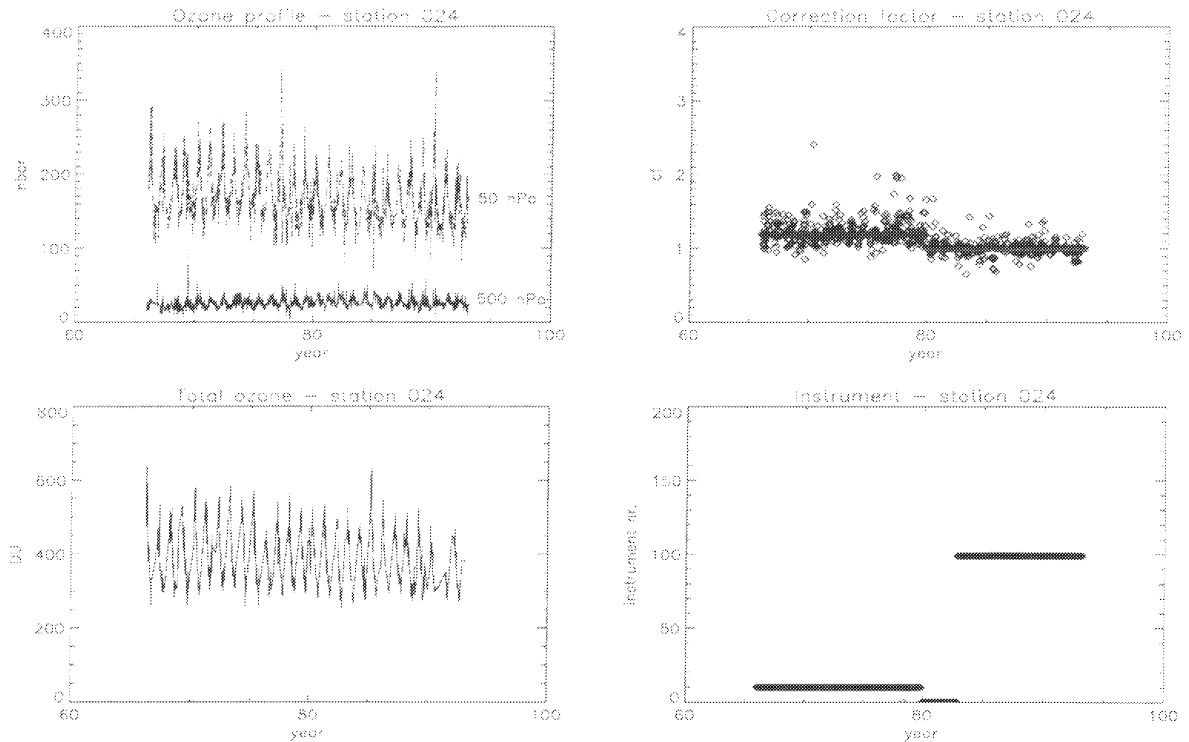 Ozone profile – station 024
400
300
200
100
0
nbar
50 hPa
500 hPa
60
80
100
year
Correction factor – station 024
4
3
2
1
0
cf
60
80
100
year
Total ozone – station 024
800
600
400
200
0
DU
60
80
100
year
Instrument – station 024
200
150
100
50
0
instrument nr.
60
80
100
year